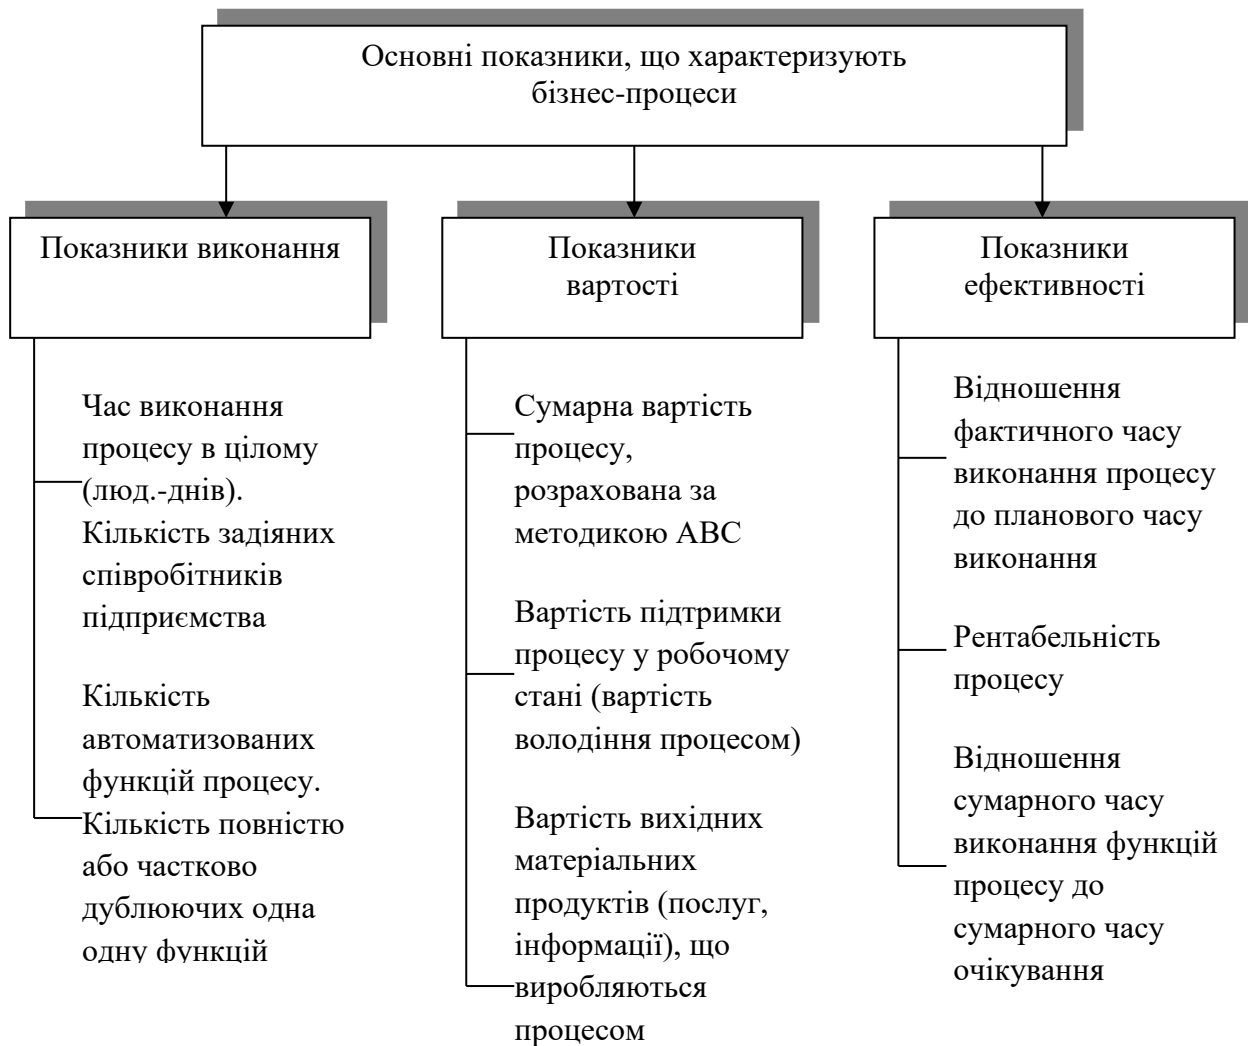 Основні показники, що характеризують
бізнес-процеси
Показники виконання
Час виконання
процесу в цілому
(люд.-днів).
Кількість задіяних
співробітників
підприємства
Кількість
автоматизованих
функцій процесу.
Кількість повністю
або частково
дублюючих одна
одну функцій
Показники
вартості
Сумарна вартість
процесу,
розрахована за
методикою АВС
Вартість підтримки
процесу у робочому
стані (вартість
володіння процесом)
Вартість вихідних
матеріальних
продуктів (послуг,
інформації), що
виробляються
процесом
Показники
ефективності
Відношення
фактичного часу
виконання процесу
до планового часу
виконання
Рентабельність
процесу
Відношення
сумарного часу
виконання функцій
процесу до
сумарного часу
очікування